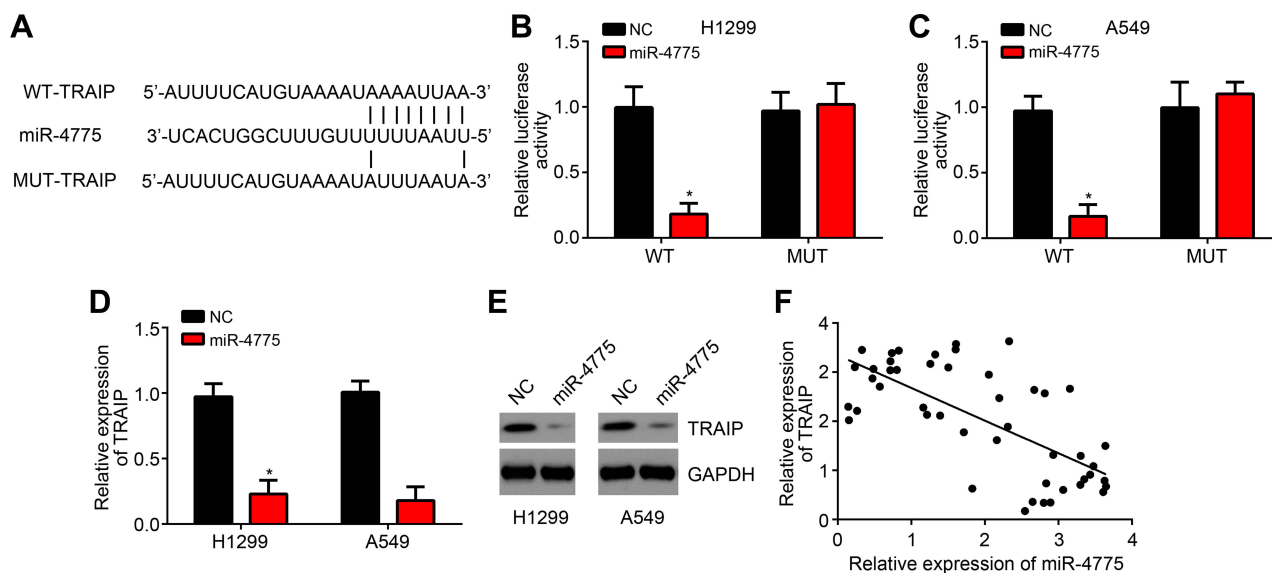 A
WT-TRAIP 5’-AUUUUCAUGUAAAAUAAAAUUAA-3’
miR-4775 3’-UCACUGGCUUUGUUUUUUAAUU-5’
MUT-TRAIP 5’-AUUUUCAUGUAAAAUAUUUAAUA-3’
B
H1299
NC
miR-4775
Relative luciferase
activity
1.5
1.0
0.5
0.0
*
WT MUT
C
A549
NC
miR-4775
Relative luciferase
activity
1.5
1.0
0.5
0.0
*
WT MUT
D
NC
miR-4775
Relative expression
of TRAIP
1.5
1.0
0.5
0.0
*
H1299 A549
E
NC miR-4775 NC miR-4775
TRAIP
GAPDH
H1299 A549
F
Relative expression
of TRAIP
4
2
2
1
0
0 1 2 3 4
Relative expression of miR-4775